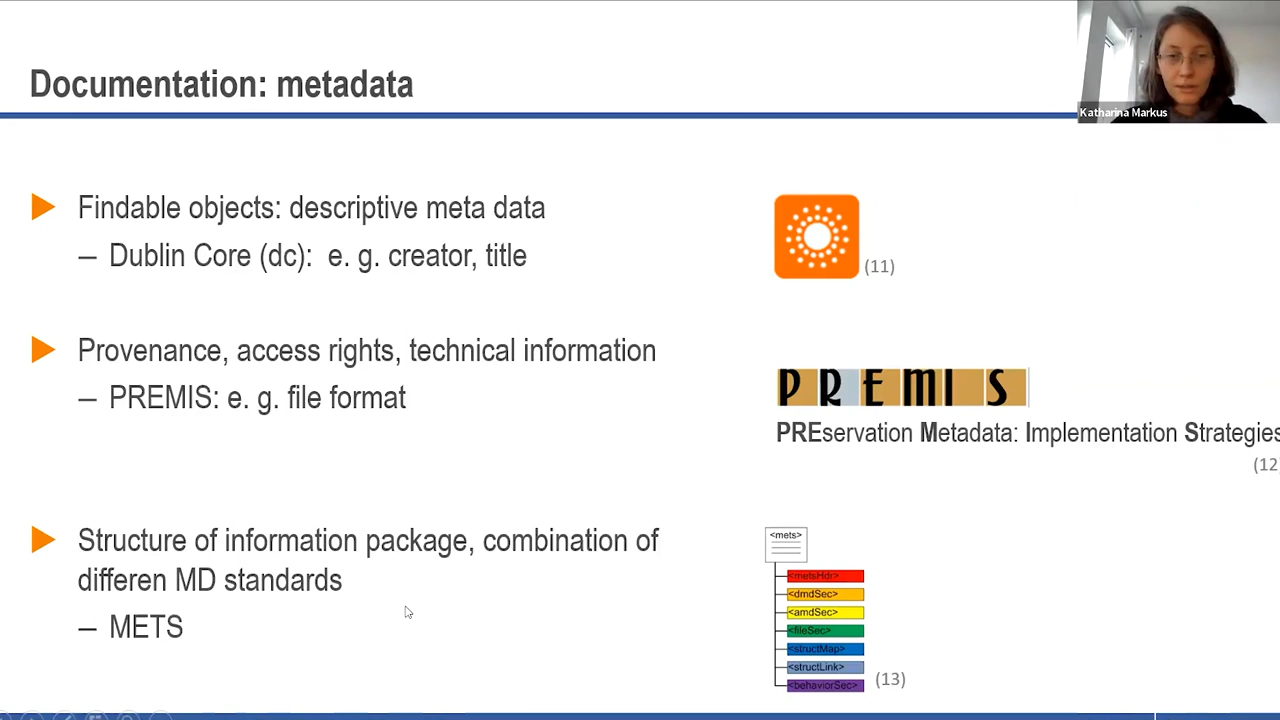 Documentation: metadata
Katharina Markus
Findable objects: descriptive meta data
– Dublin Core (dc): e. g. creator, title
(11)
Provenance, access rights, technical information
– PREMIS: e. g. file format
PREMIS
PREservation Metadata: Implementation Strategies
(12
Structure of information package, combination of
differen MD standards
– METS
<mets>
<metsHdr>
<dmdSec>
<amdSec>
<fileSec>
<structMap>
<structLink>
<behaviorSec>
(13)